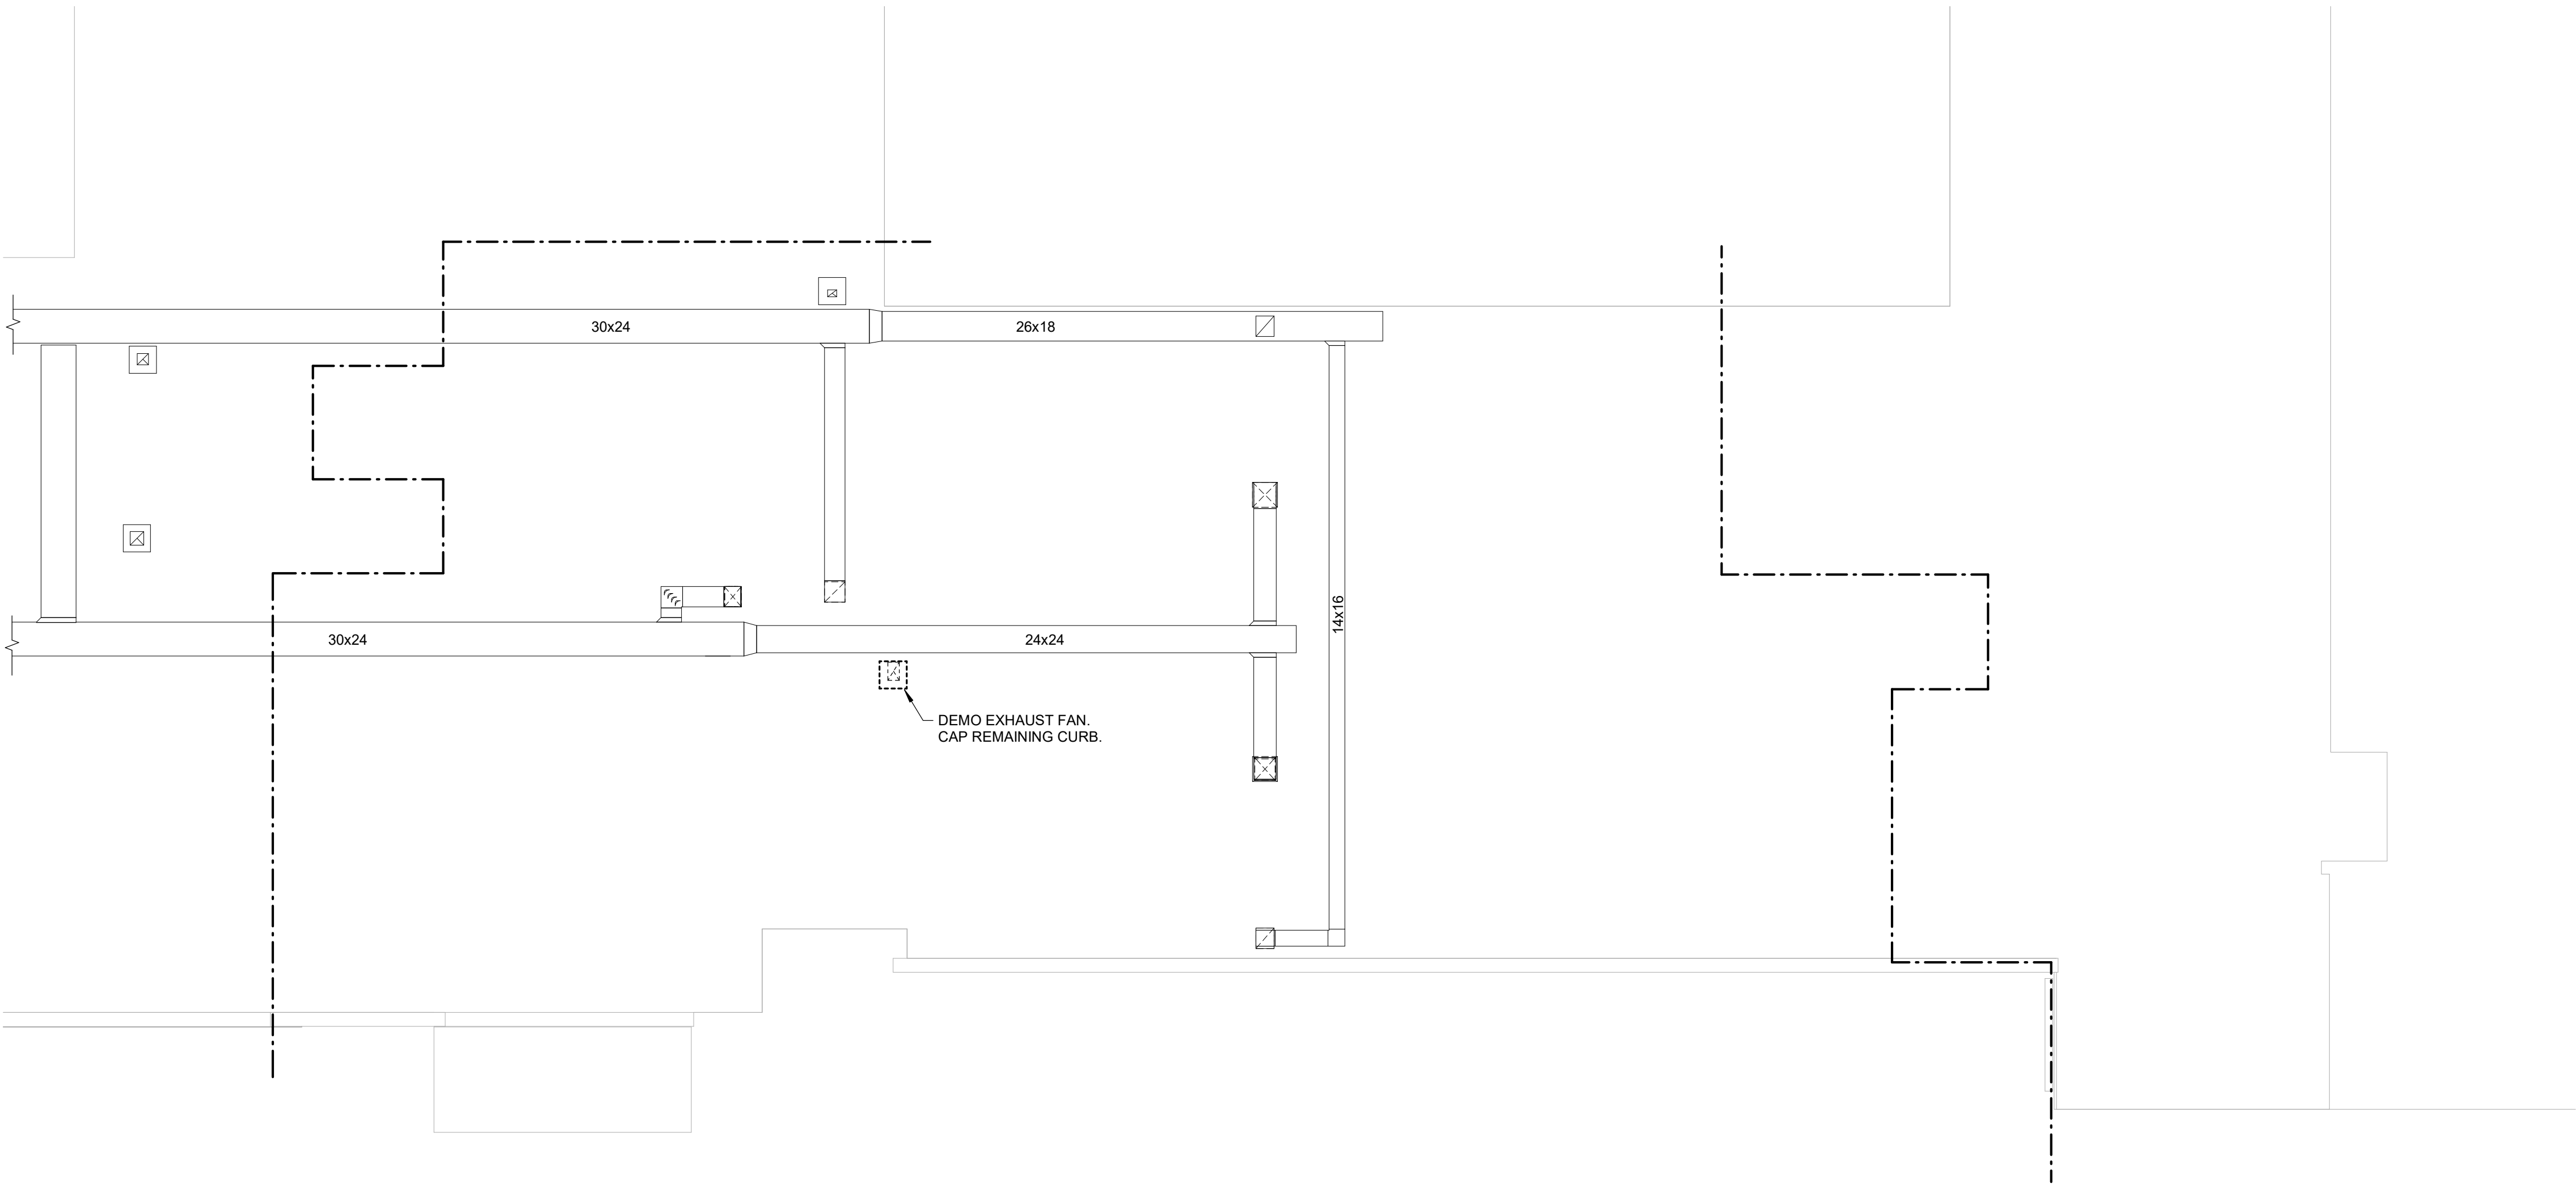 30x24
26x18
14x16
30x24
24x24
DEMO EXHAUST FAN.
CAP REMAINING CURB.